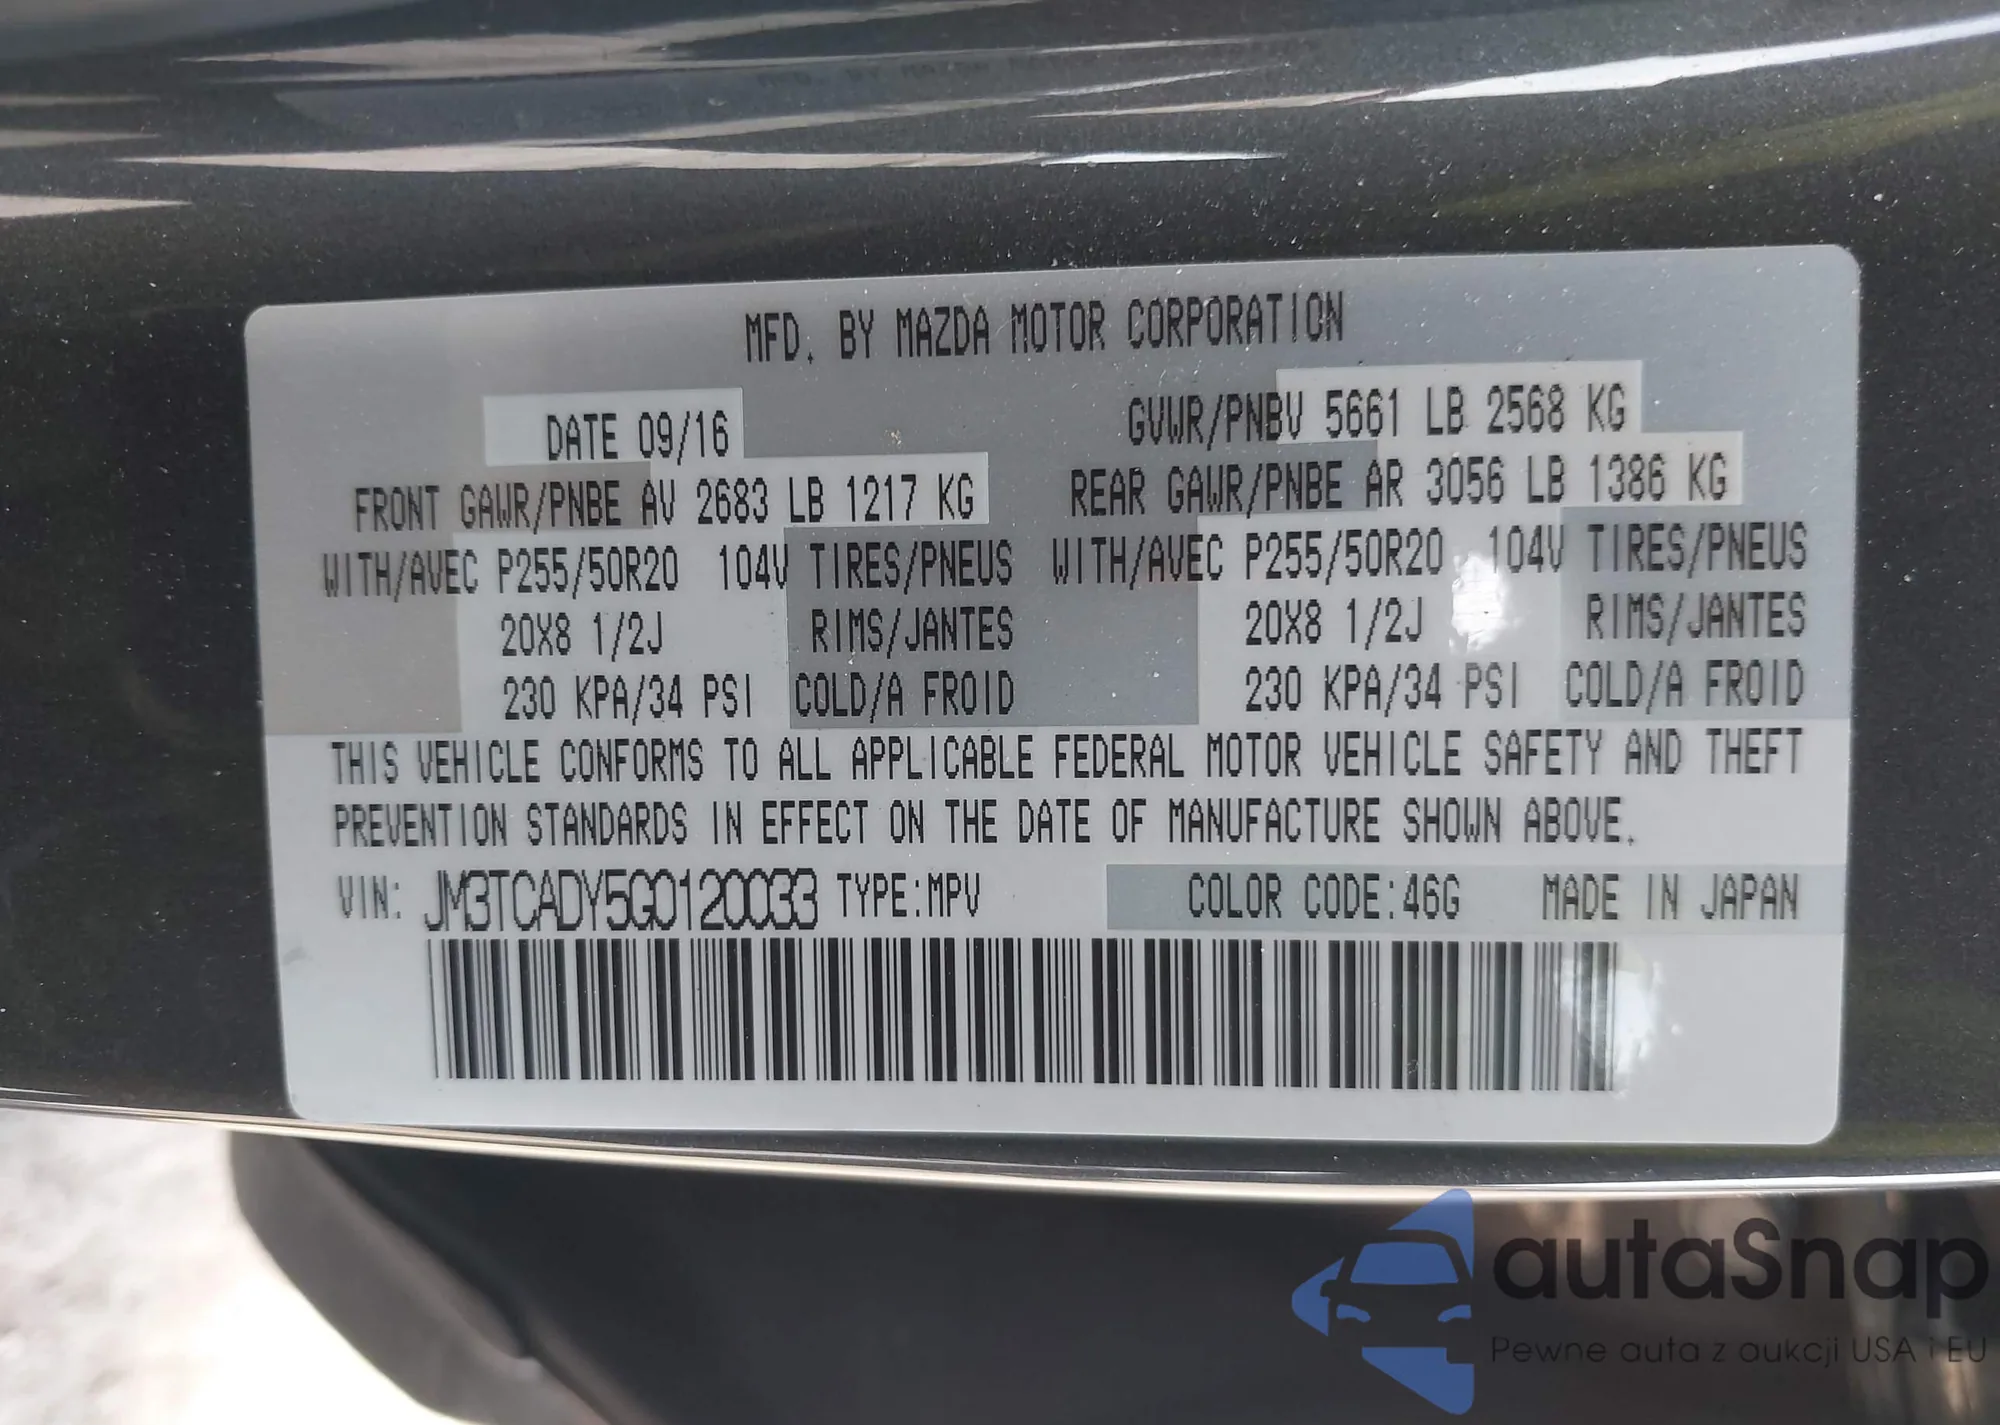 MFD. BY MAZDA MOTOR CORPORATION
DATE 09/16 GVWR/PNBV 5661 LB 2568 KG
FRONT GAWR/PNBE AV 2683 LB 1217 KG REAR GAWR/PNBE AR 3056 LB 1386 KG
WITH/AVEC P255/50R20 104V TIRES/PNEUS WITH/AVEC P255/50R20 104V TIRES/PNEUS
20X8 1/2J RIMS/JANTES 20X8 1/2J RIMS/JANTES
230 KPA/34 PSI COLD/A FROID 230 KPA/34 PSI COLD/A FROID
THIS VEHICLE CONFORMS TO ALL APPLICABLE FEDERAL MOTOR VEHICLE SAFETY AND THEFT
PREVENTION STANDARDS IN EFFECT ON THE DATE OF MANUFACTURE SHOWN ABOVE.
VIN: JM3TCADY5G0120033 TYPE:MPV COLOR CODE:46G MADE IN JAPAN
autaSnap
Pewne auta z aukcji USA i EU